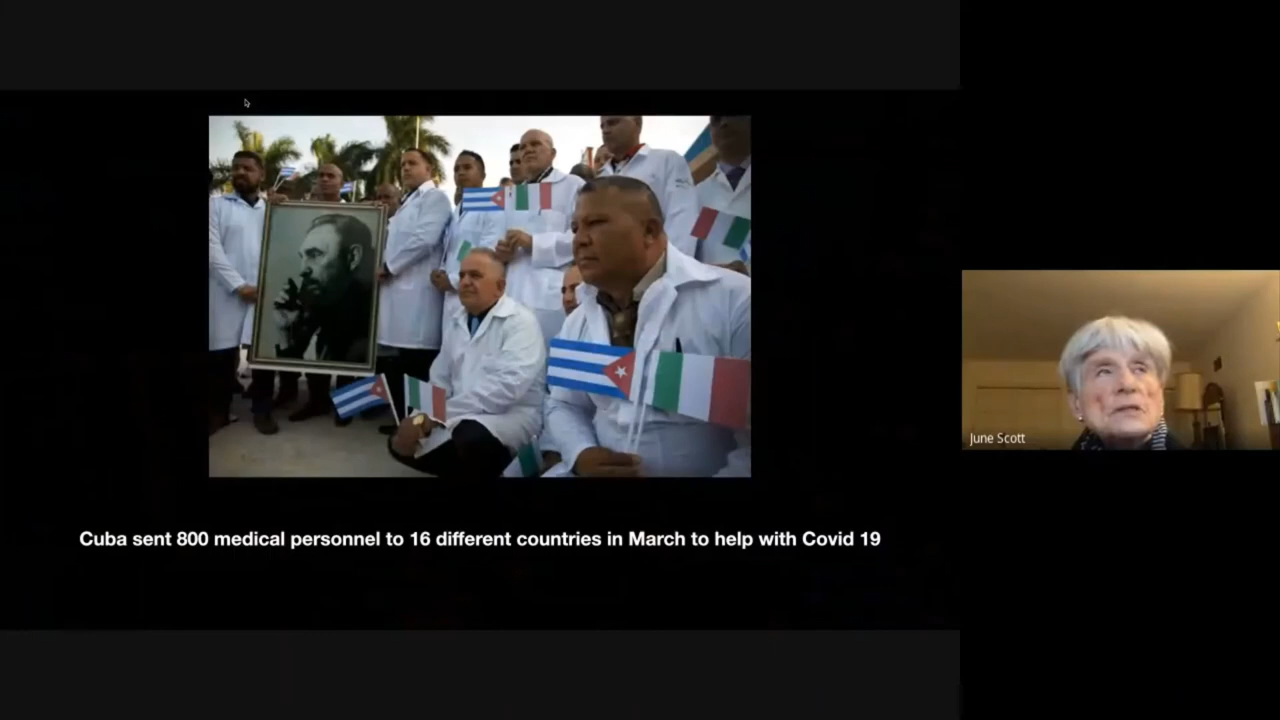 June Scott
Cuba sent 800 medical personnel to 16 different countries in March to help with Covid 19